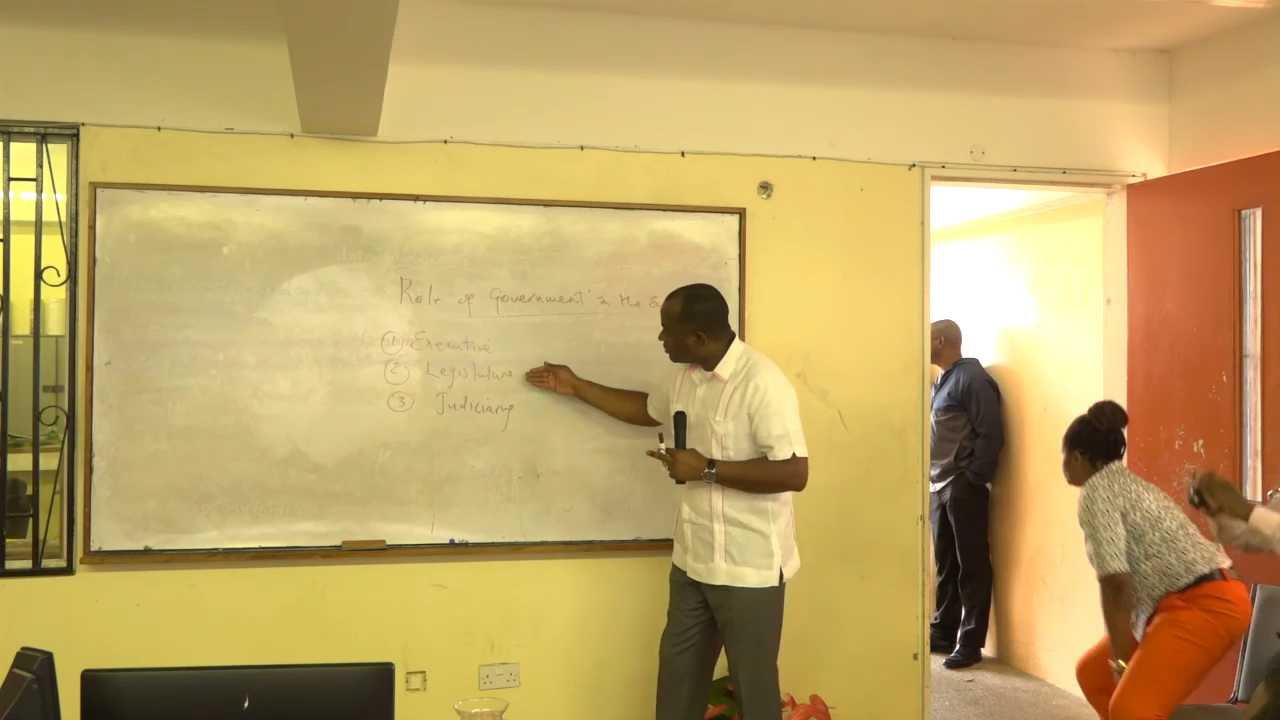 Role of Government in the
① Executive
② Legislature
③ Judiciary